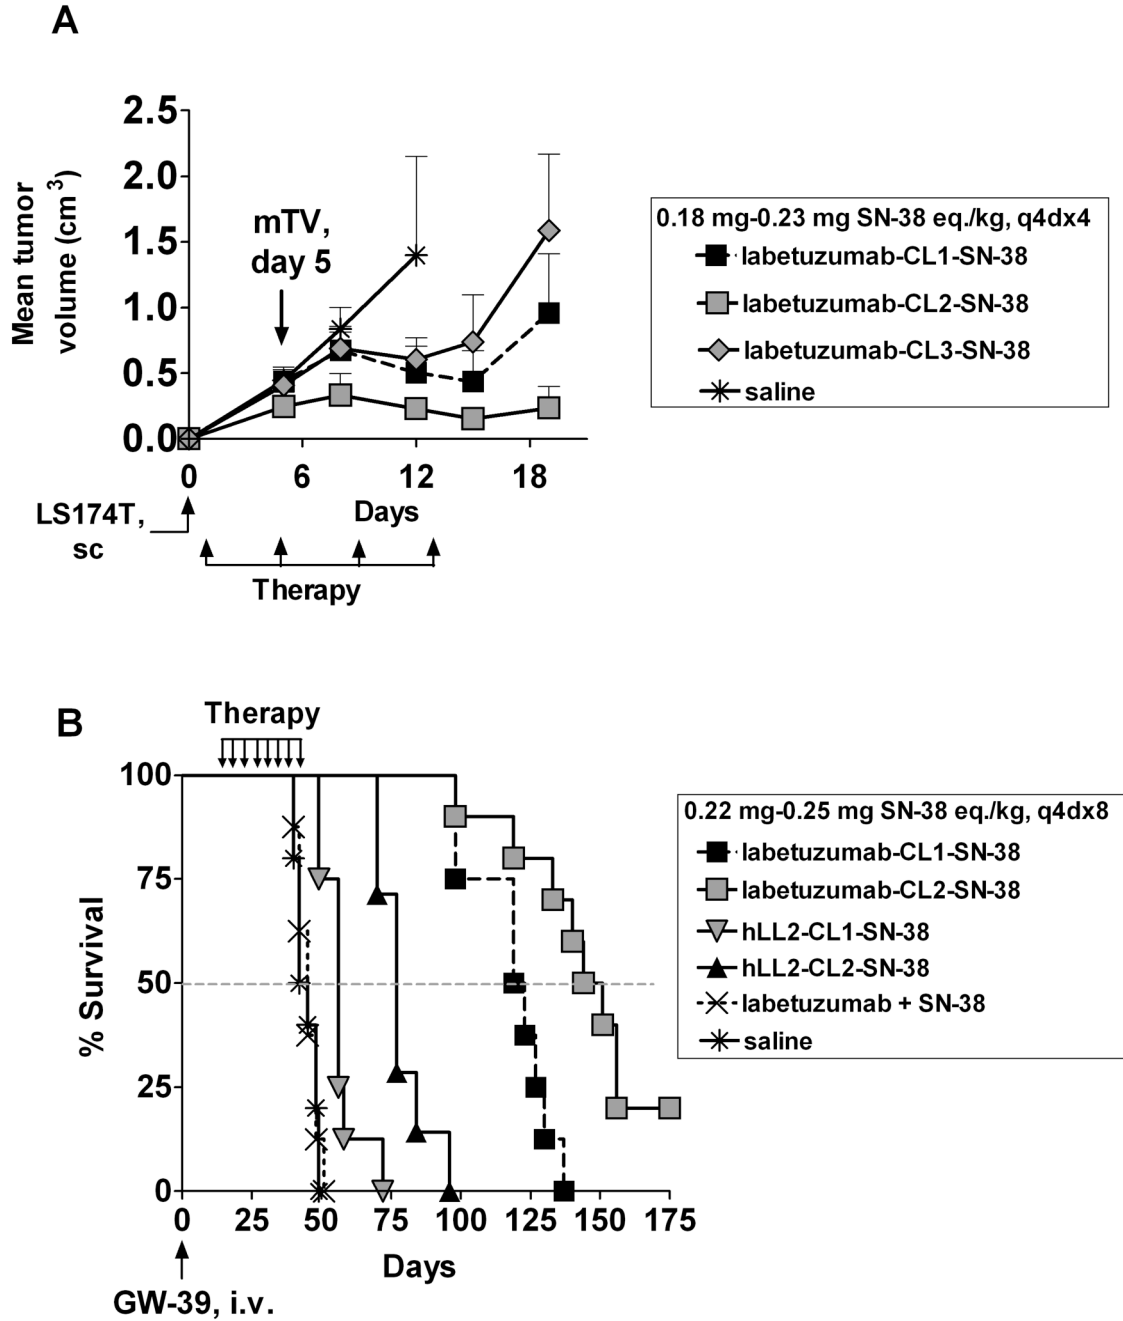 A
2.5
2.0
1.5
1.0
0.5
0.0
Mean tumor
volume (cm³)
mTV,
day 5
0
6
12
18
Days
LS174T,
sc
Therapy
0.18 mg-0.23 mg SN-38 eq./kg, q4dx4
labetuzumab-CL1-SN-38
labetuzumab-CL2-SN-38
labetuzumab-CL3-SN-38
saline
B
Therapy
100
75
50
25
0
% Survival
0
25
50
75
100
125
150
175
Days
GW-39, i.v.
0.22 mg-0.25 mg SN-38 eq./kg, q4dx8
labetuzumab-CL1-SN-38
labetuzumab-CL2-SN-38
hLL2-CL1-SN-38
hLL2-CL2-SN-38
labetuzumab + SN-38
saline